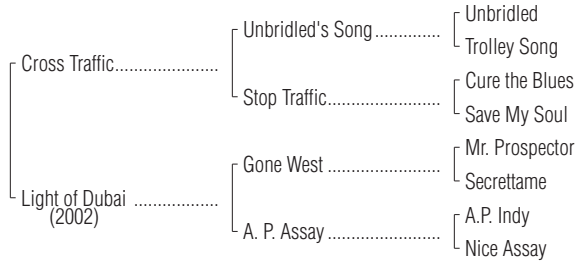 Unbridled
Unbridled's Song..............
Trolley Song
Cross Traffic......................
Cure the Blues
Stop Traffic........................
Save My Soul
Mr. Prospector
Gone West ........................
Secrettame
Light of Dubai ..................
(2002)
A.P. Indy
A. P. Assay ........................
Nice Assay